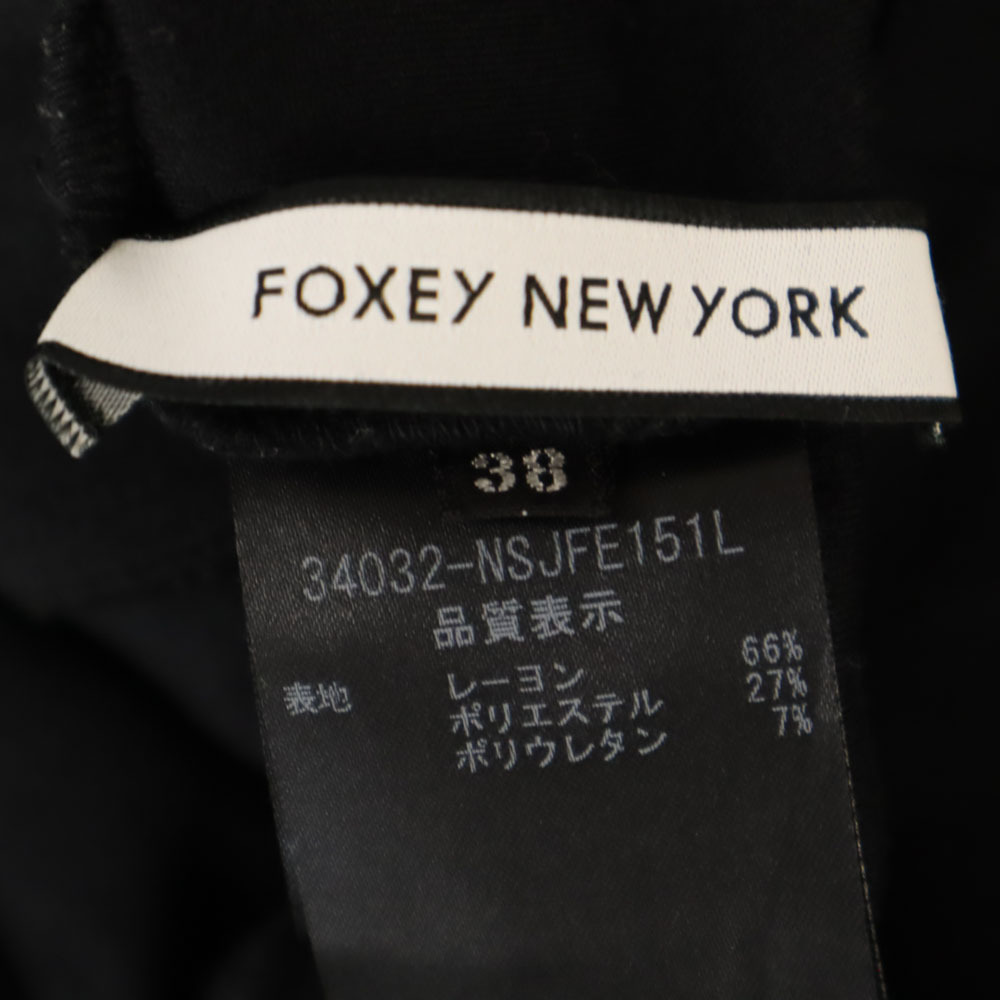 FOXEY NEW YORK
38
34032-NSJFE151L
品質表示
表地 レーヨン 66%
ポリエステル 27%
ポリウレタン 7%